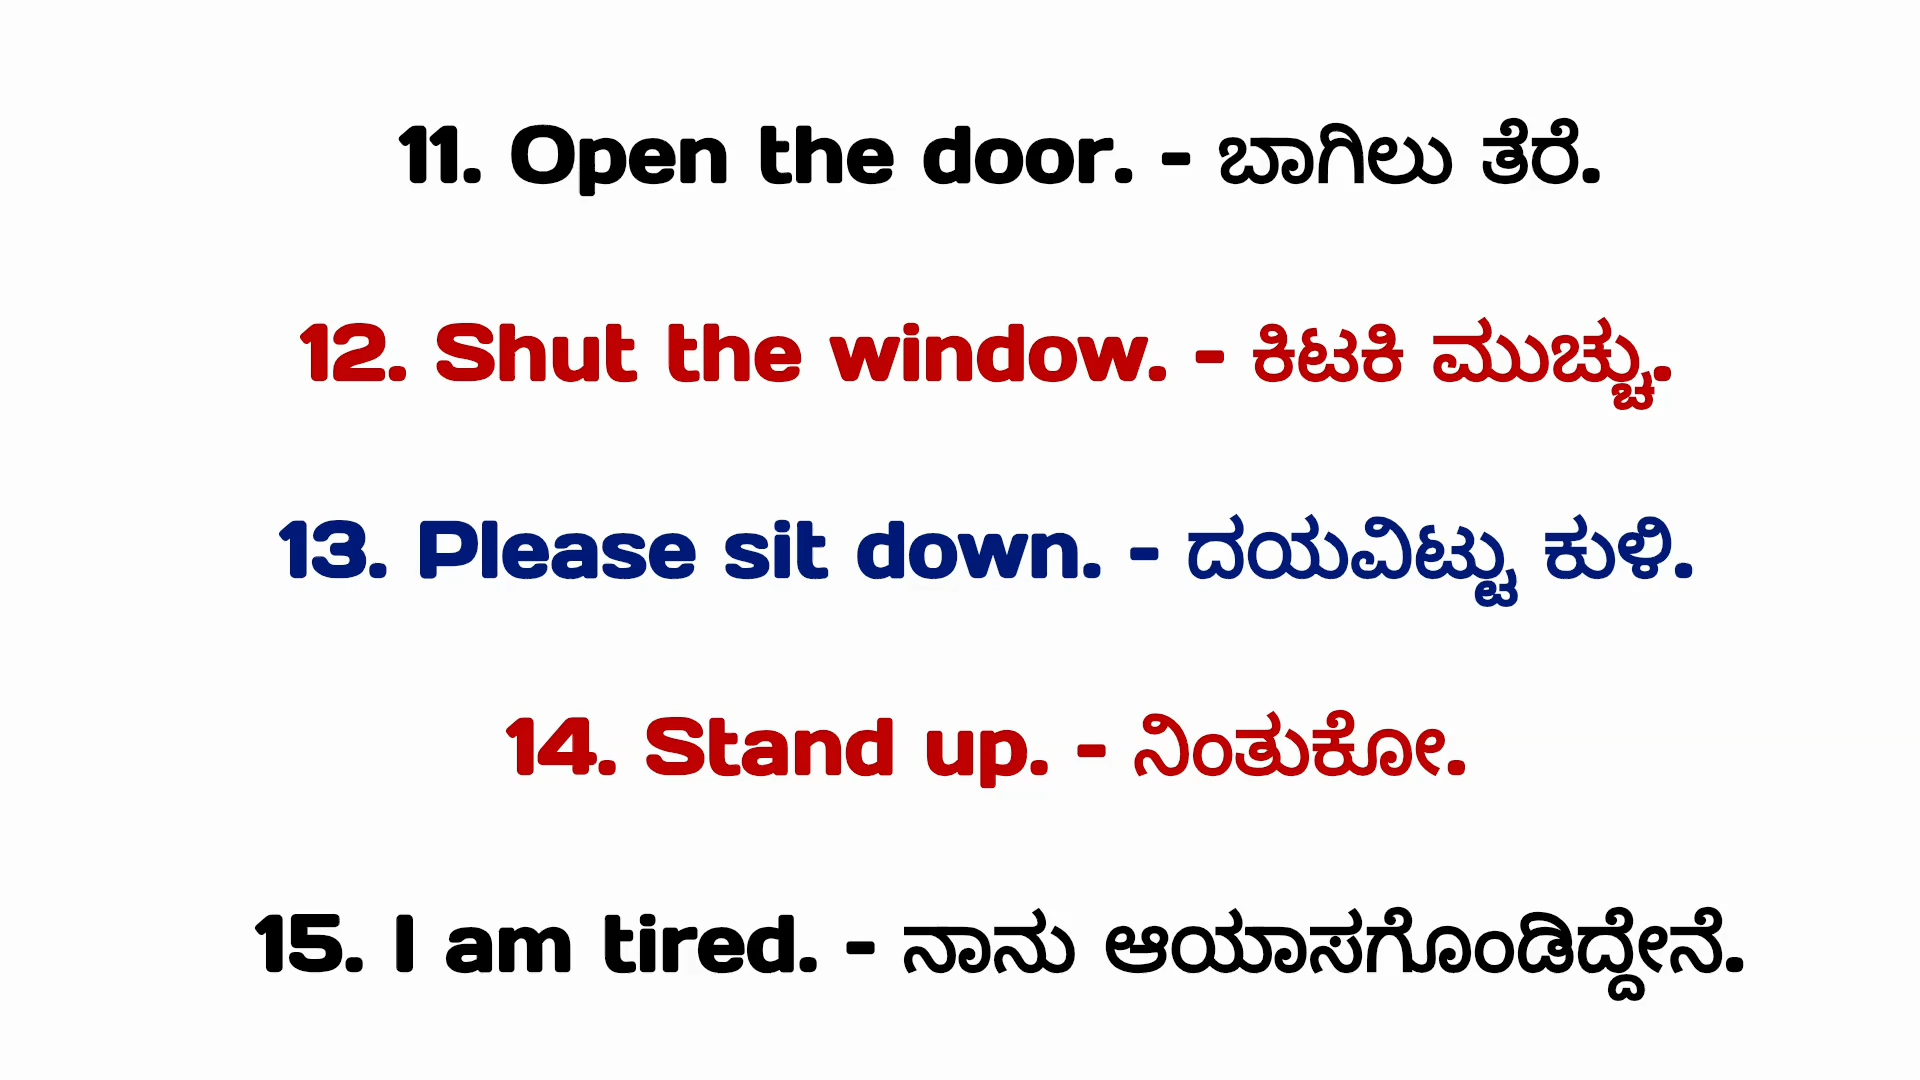 11. Open the door. - ಬಾಗಿಲು ತೆರೆ.
12. Shut the window. - ಕಿಟಕಿ ಮುಚ್ಚು.
13. Please sit down. - ದಯವಿಟ್ಟು ಕುಳಿ.
14. Stand up. - ನಿಂತುಕೋ.
15. I am tired. - ನಾನು ಆಯಾಸಗೊಂಡಿದ್ದೇನೆ.